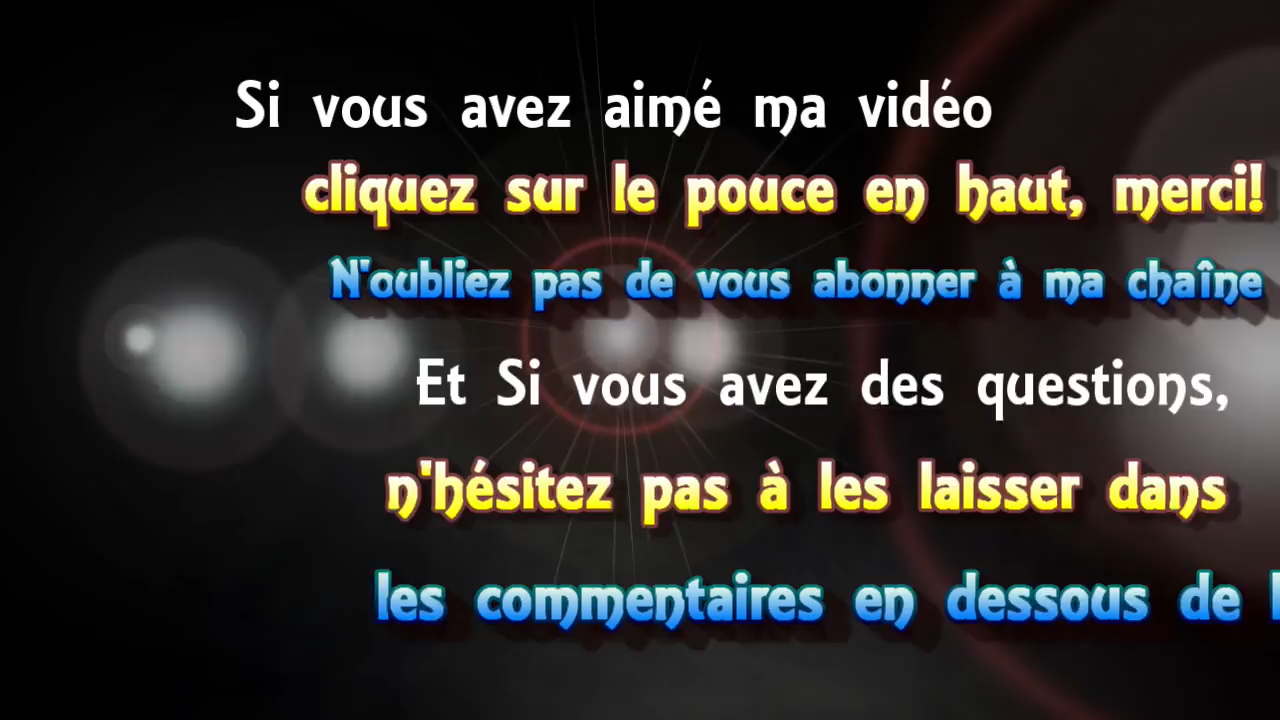 Si vous avez aimé ma vidéo
cliquez sur le pouce en haut, merci!
N'oubliez pas de vous abonner à ma chaîne
Et Si vous avez des questions,
n'hésitez pas à les laisser dans
les commentaires en dessous de